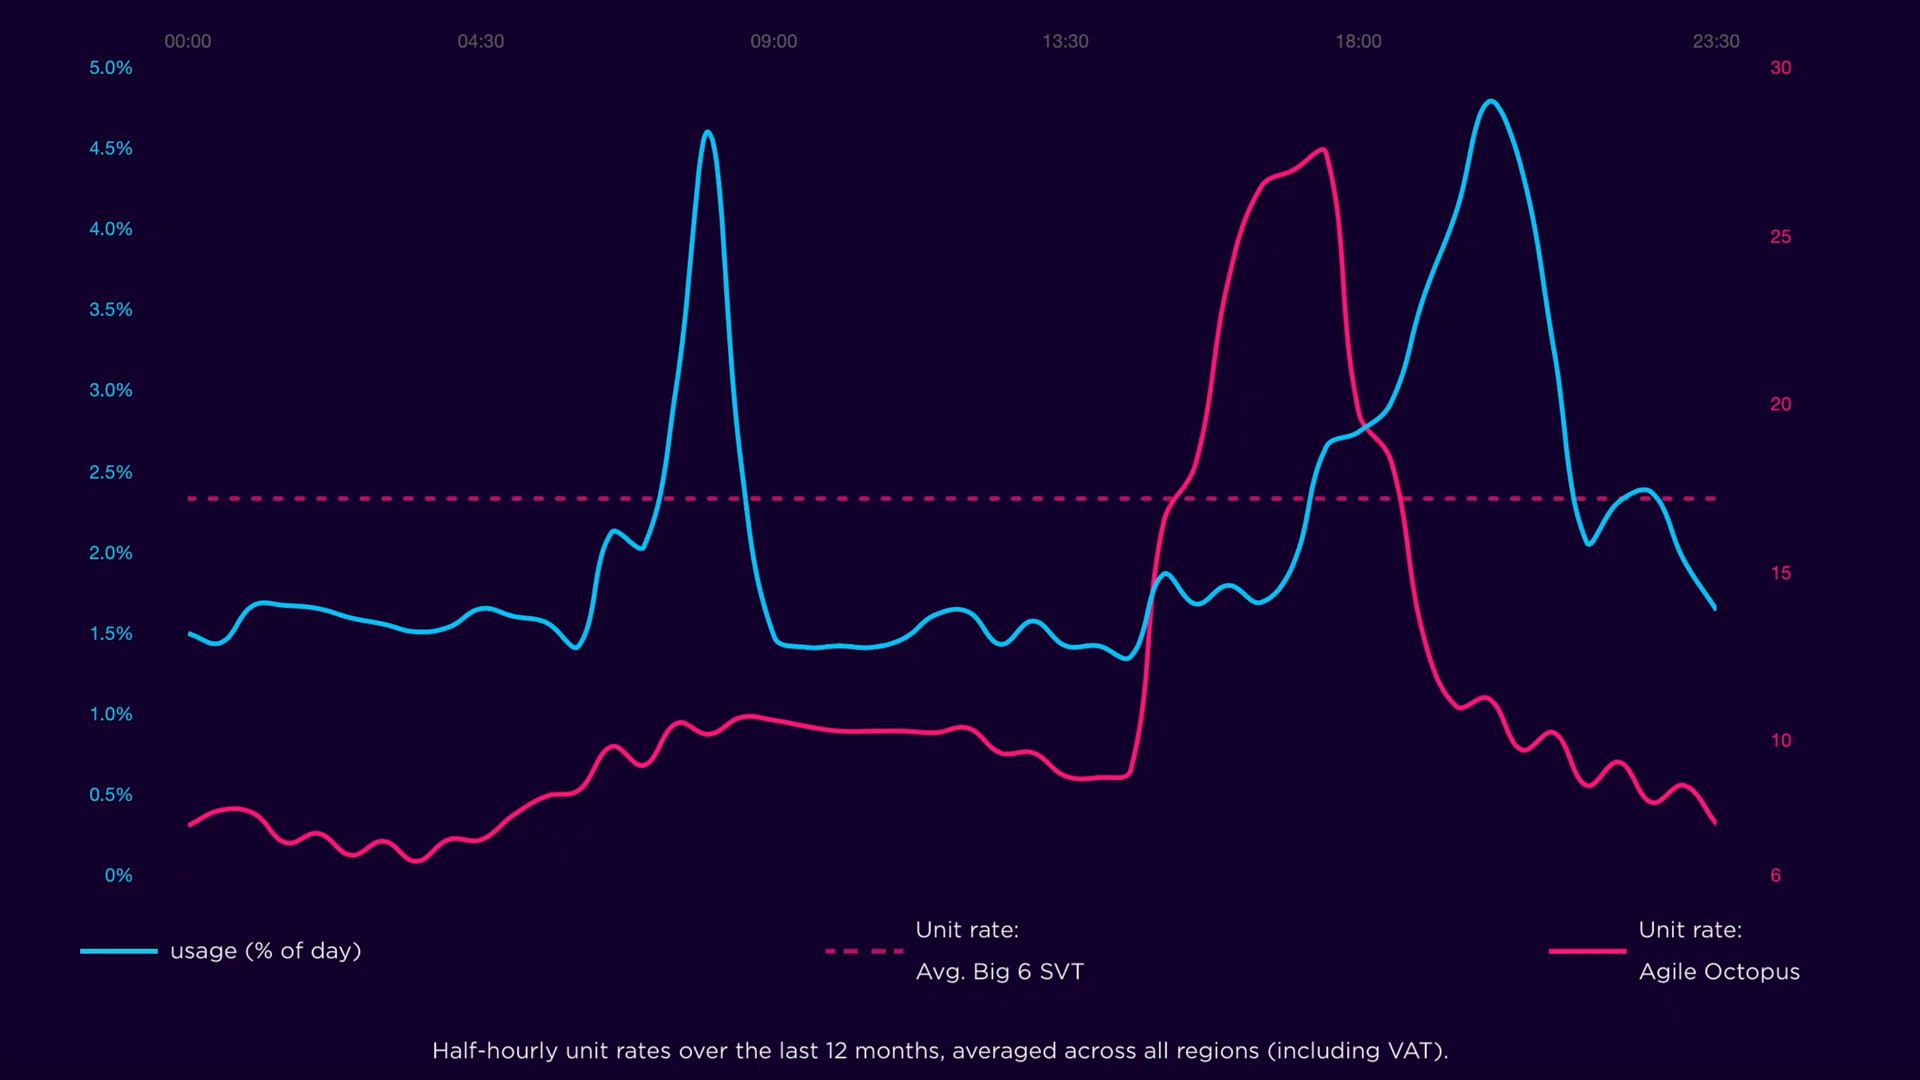 00:00 04:30 09:00 13:30 18:00 23:30
5.0% 30
4.5%
4.0% 25
3.5%
3.0% 20
2.5%
2.0% 15
1.5%
1.0% 10
0.5%
0% 6
usage (% of day)
Unit rate:
Avg. Big 6 SVT
Unit rate:
Agile Octopus
Half-hourly unit rates over the last 12 months, averaged across all regions (including VAT).